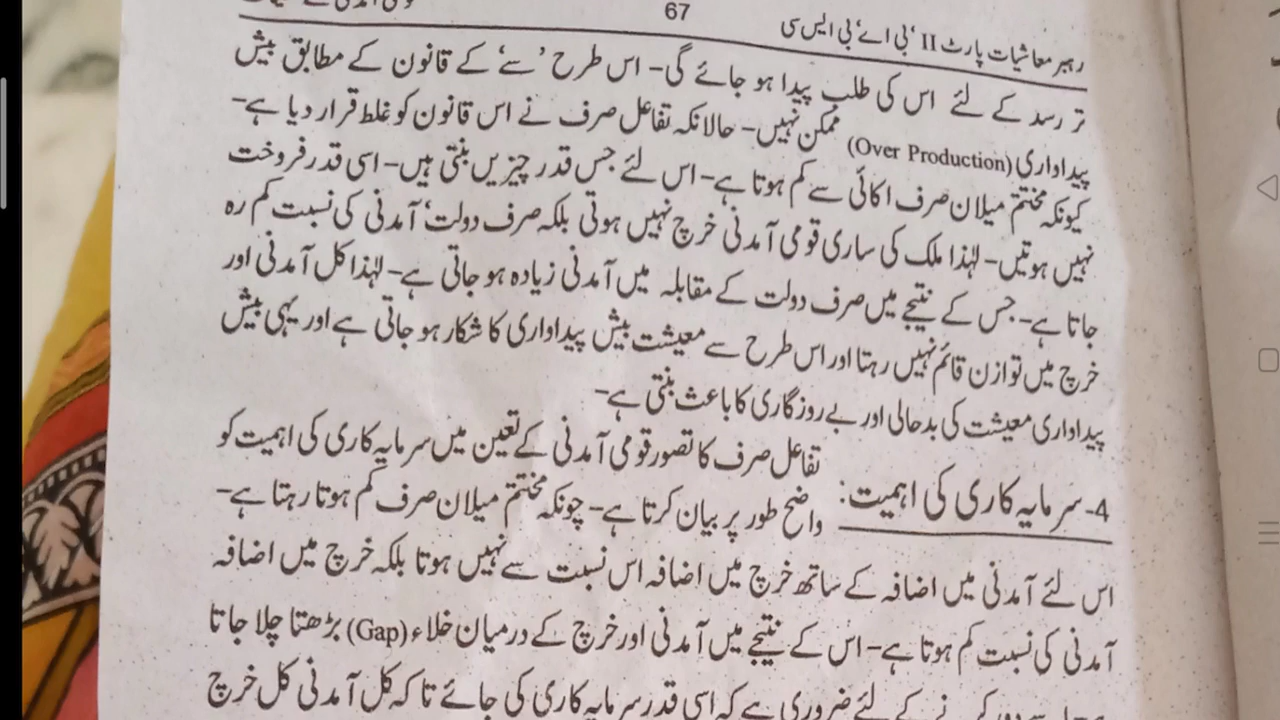 رہبر معاشیات پارٹ II ‘بی اے‘ بی ایس سی
67
تر رسد کے لئے اس کی طلب پیدا ہو جائے گی- اس طرح ’سے‘ کے قانون کے مطابق بیش
پیداواری (Over Production) ممکن نہیں- حالانکہ تفاعل صرف نے اس قانون کو غلط قرار دیا ہے-
کیونکہ مختتم میلان صرف اکائی سے کم ہوتا ہے- اس لئے جس قدر چیزیں بنتی ہیں- اسی قدر فروخت
نہیں ہوتیں- لہٰذا ملک کی ساری قومی آمدنی خرچ نہیں ہوتی بلکہ صرف دولت‘ آمدنی کی نسبت کم رہ
جاتا ہے- جس کے نتیجے میں صرف دولت کے مقابلہ میں آمدنی زیادہ ہو جاتی ہے- لہٰذا کل آمدنی اور
خرچ میں توازن قائم نہیں رہتا اور اس طرح سے معیشت بیش پیداواری کا شکار ہو جاتی ہے اور یہی بیش
پیداواری معیشت کی بدحالی اور بے روزگاری کا باعث بنتی ہے-
4- سرمایہ کاری کی اہمیت: تفاعل صرف کا تصور قومی آمدنی کے تعین میں سرمایہ کاری کی اہمیت کو
واضح طور پر بیان کرتا ہے- چونکہ مختتم میلان صرف کم ہوتا رہتا ہے-
اس لئے آمدنی میں اضافہ کے ساتھ خرچ میں اضافہ اس نسبت سے نہیں ہوتا بلکہ خرچ میں اضافہ
آمدنی کی نسبت کم ہوتا ہے- اس کے نتیجے میں آمدنی اور خرچ کے درمیان خلاء (Gap) بڑھتا چلا جاتا
کے لئے ضروری ہے کہ اسی قدر سرمایہ کاری کی جائے تاکہ کل آمدنی کل خرچ